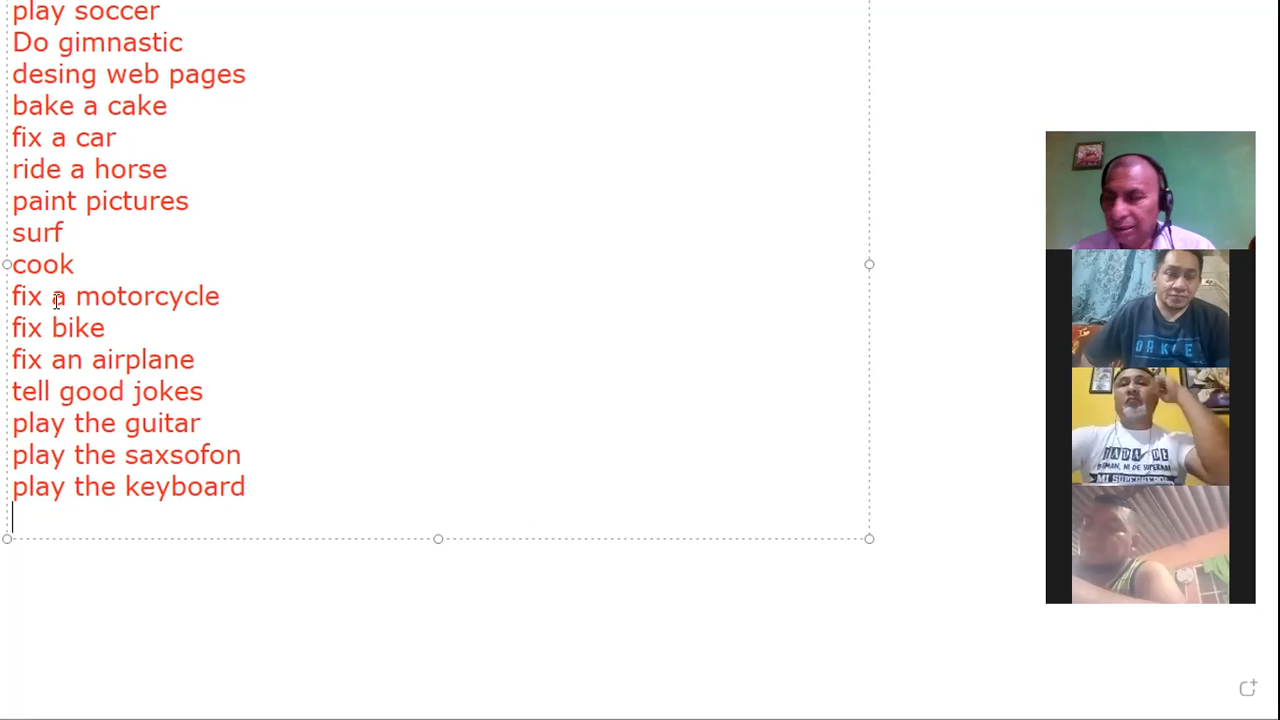 play soccer
Do gimnastic
desing web pages
bake a cake
fix a car
ride a horse
paint pictures
surf
cook
fix a motorcycle
fix bike
fix an airplane
tell good jokes
play the guitar
play the saxsofon
play the keyboard